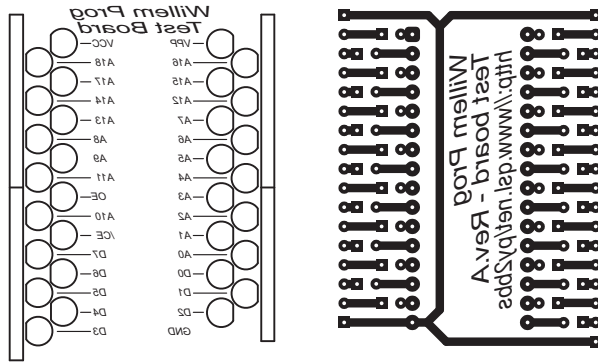 Willem Prog
Test Board
VCC
VPP
A18
A16
A17
A15
A14
A12
A13
A7
A8
A6
A9
A5
A11
A4
OE
A3
A10
A2
/CE
A1
D7
A0
D6
D0
D5
D1
D4
D2
D3
GND
Willem Prog
Test board - Rev.A
http://www.qsl.net/py2bbs